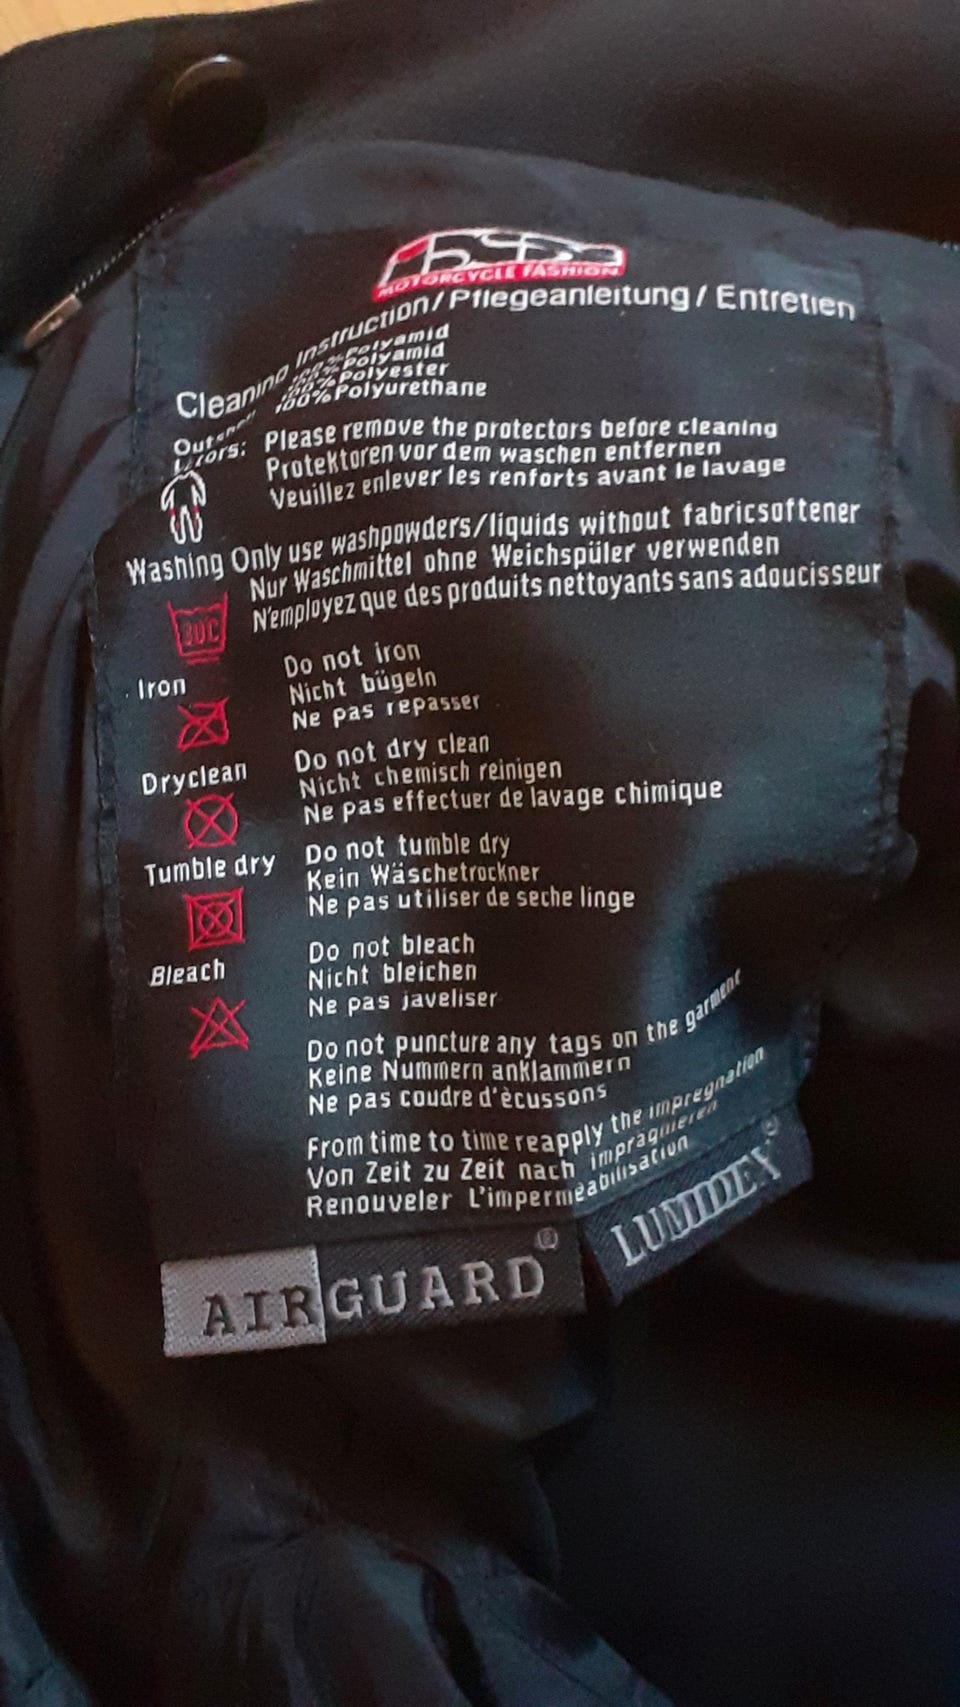 MOTORCYCLE FASHION
Cleaning Instruction/Pflegeanleitung/Entretien
100%Polyamid
100%Polyamid
100%Polyester
100%Polyurethane
Please remove the protectors before cleaning
Protektoren vor dem waschen entfernen
Veuillez enlever les renforts avant le lavage
Washing Only use washpowders/liquids without fabricsoftener
Nur Waschmittel ohne Weichspüler verwenden
N'employez que des produits nettoyants sans adoucisseur
30C
Iron Do not iron
Nicht bügeln
Ne pas repasser
Dryclean Do not dry clean
Nicht chemisch reinigen
Ne pas effectuer de lavage chimique
Tumble dry Do not tumble dry
Kein Wäschetrockner
Ne pas utiliser de seche linge
Bleach Do not bleach
Nicht bleichen
Ne pas javeliser
Do not puncture any tags on the garment
Keine Nummern anklammern
Ne pas coudre d'ècussons
From time to time reapply the impregnation
Von Zeit zu Zeit nach imprägnieren
Renouveler L'imperméabilisation
AIRGUARD®
LUMIDEX®